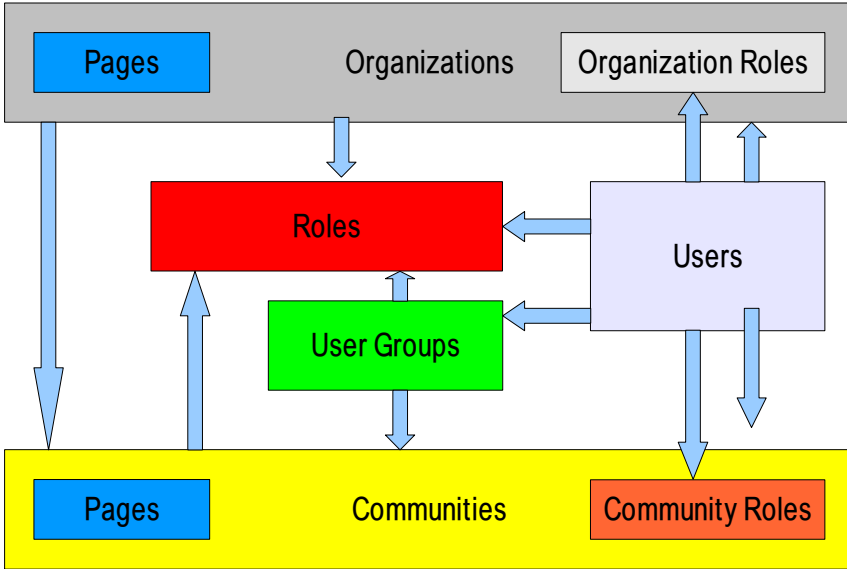 Pages
Organizations
Organization Roles
Roles
Users
User Groups
Pages
Communities
Community Roles